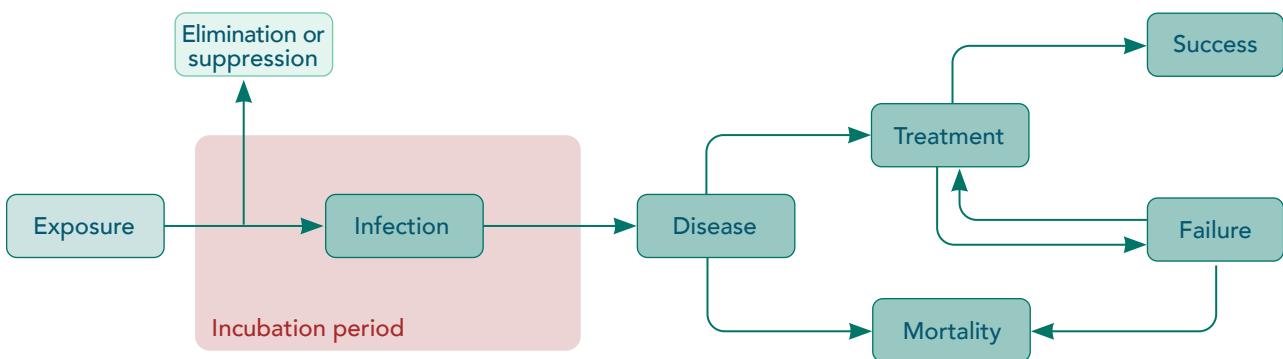 Elimination or
suppression
Success
Treatment
Exposure
Infection
Disease
Failure
Incubation period
Mortality